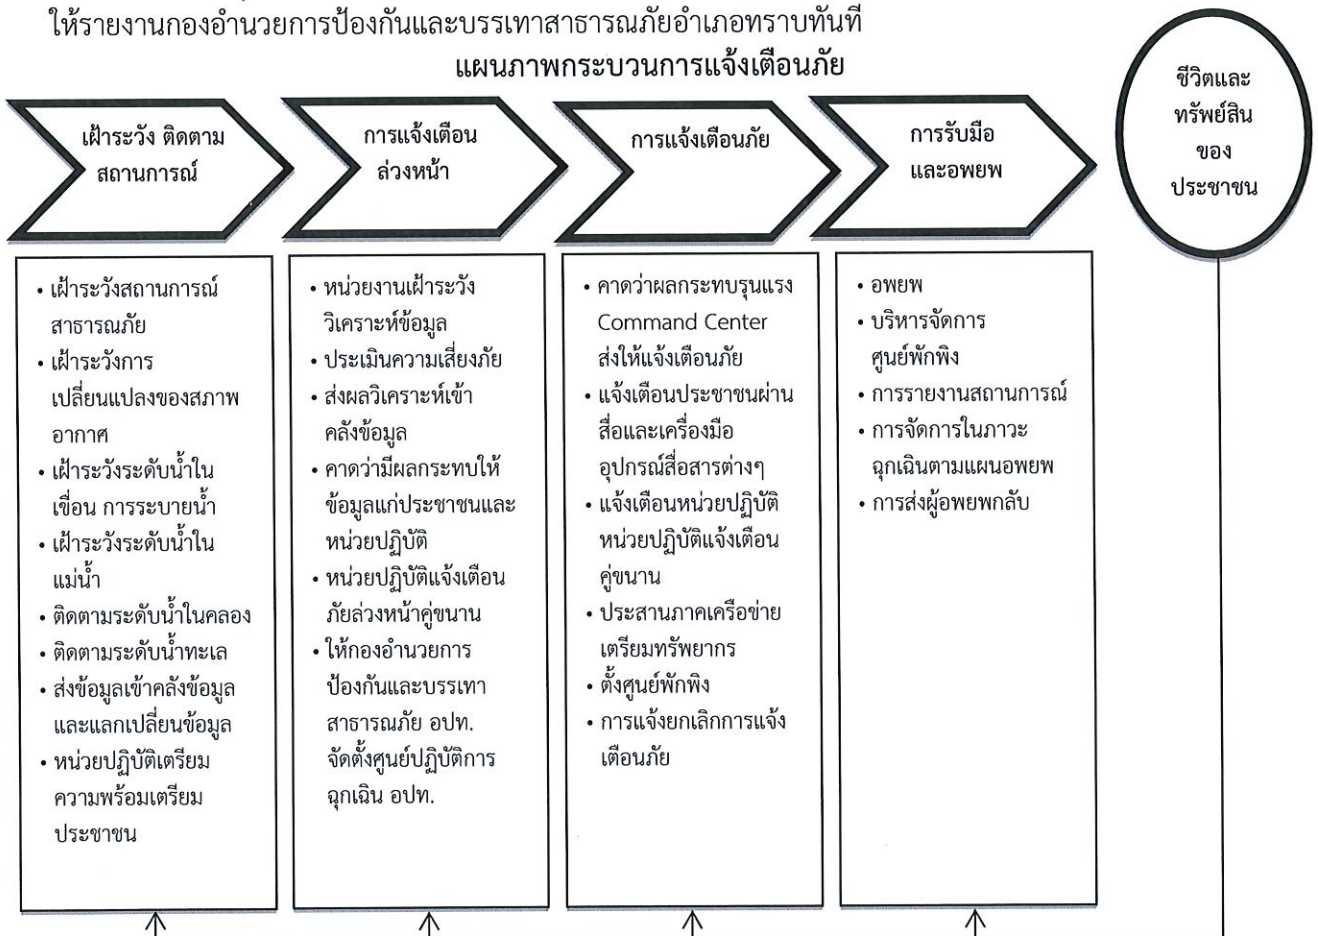 ให้รายงานกองอำนวยการป้องกันและบรรเทาสาธารณภัยอำเภอทราบทันที
แผนภาพกระบวนการแจ้งเตือนภัย
เฝ้าระวัง ติดตาม
สถานการณ์
การแจ้งเตือน
ล่วงหน้า
การแจ้งเตือนภัย
การรับมือ
และอพยพ
ชีวิตและ
ทรัพย์สิน
ของ
ประชาชน
• เฝ้าระวังสถานการณ์
สาธารณภัย
• เฝ้าระวังการ
เปลี่ยนแปลงของสภาพ
อากาศ
• เฝ้าระวังระดับน้ำใน
เขื่อน การระบายน้ำ
• เฝ้าระวังระดับน้ำใน
แม่น้ำ
• ติดตามระดับน้ำในคลอง
• ติดตามระดับน้ำทะเล
• ส่งข้อมูลเข้าคลังข้อมูล
และแลกเปลี่ยนข้อมูล
• หน่วยปฏิบัติเตรียม
ความพร้อมเตรียม
ประชาชน
• หน่วยงานเฝ้าระวัง
วิเคราะห์ข้อมูล
• ประเมินความเสี่ยงภัย
• ส่งผลวิเคราะห์เข้า
คลังข้อมูล
• คาดว่ามีผลกระทบให้
ข้อมูลแก่ประชาชนและ
หน่วยปฏิบัติ
• หน่วยปฏิบัติแจ้งเตือน
ภัยล่วงหน้าคู่ขนาน
• ให้กองอำนวยการ
ป้องกันและบรรเทา
สาธารณภัย อปท.
จัดตั้งศูนย์ปฏิบัติการ
ฉุกเฉิน อปท.
• คาดว่าผลกระทบรุนแรง
Command Center
ส่งให้แจ้งเตือนภัย
• แจ้งเตือนประชาชนผ่าน
สื่อและเครื่องมือ
อุปกรณ์สื่อสารต่างๆ
• แจ้งเตือนหน่วยปฏิบัติ
หน่วยปฏิบัติแจ้งเตือน
คู่ขนาน
• ประสานภาคเครือข่าย
เตรียมทรัพยากร
• ตั้งศูนย์พักพิง
• การแจ้งยกเลิกการแจ้ง
เตือนภัย
• อพยพ
• บริหารจัดการ
ศูนย์พักพิง
• การรายงานสถานการณ์
• การจัดการในภาวะ
ฉุกเฉินตามแผนอพยพ
• การส่งผู้อพยพกลับ